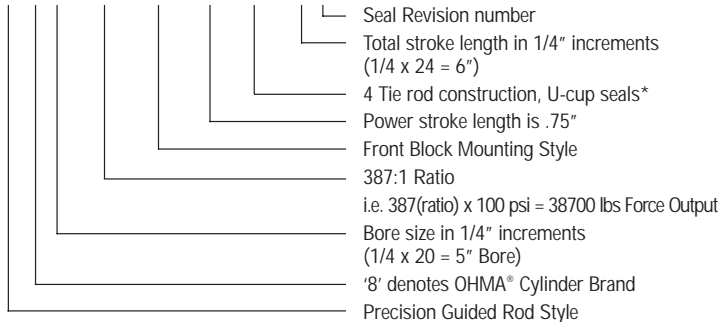 Seal Revision number
Total stroke length in 1/4" increments
(1/4 x 24 = 6")
4 Tie rod construction, U-cup seals*
Power stroke length is .75"
Front Block Mounting Style
387:1 Ratio
i.e. 387(ratio) x 100 psi = 38700 lbs Force Output
Bore size in 1/4" increments
(1/4 x 20 = 5" Bore)
‘8’ denotes OHMA® Cylinder Brand
Precision Guided Rod Style